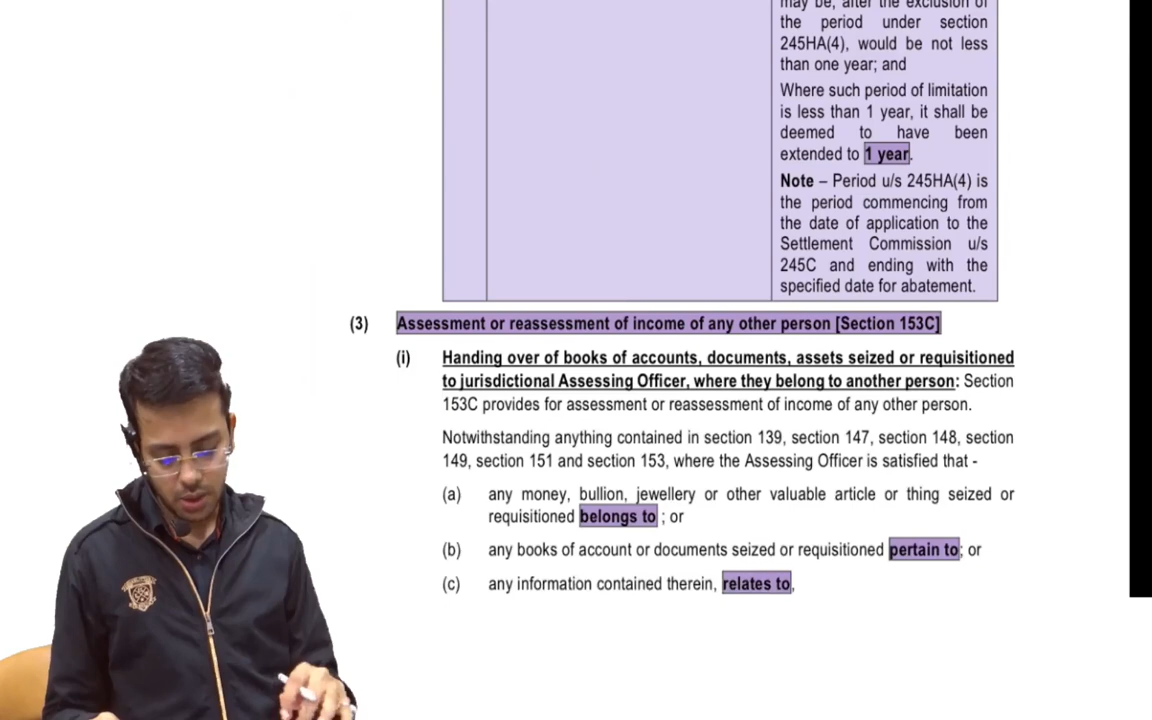 may be, after the exclusion of
the period under section
245HA(4), would be not less
than one year; and
Where such period of limitation
is less than 1 year, it shall be
deemed to have been
extended to 1 year.
Note – Period u/s 245HA(4) is
the period commencing from
the date of application to the
Settlement Commission u/s
245C and ending with the
specified date for abatement.
(3) Assessment or reassessment of income of any other person [Section 153C]
(i) Handing over of books of accounts, documents, assets seized or requisitioned
to jurisdictional Assessing Officer, where they belong to another person: Section
153C provides for assessment or reassessment of income of any other person.
Notwithstanding anything contained in section 139, section 147, section 148, section
149, section 151 and section 153, where the Assessing Officer is satisfied that -
(a) any money, bullion, jewellery or other valuable article or thing seized or
requisitioned belongs to ; or
(b) any books of account or documents seized or requisitioned pertain to; or
(c) any information contained therein, relates to,